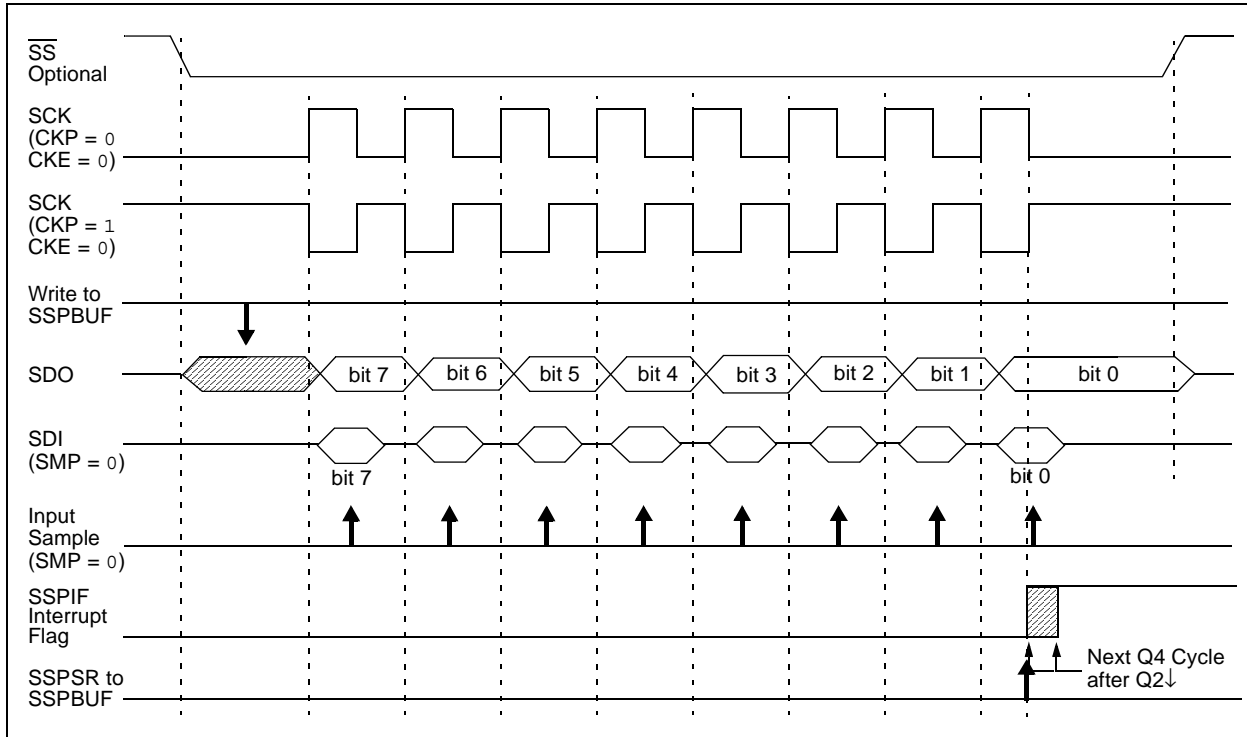 SS
Optional
SCK
(CKP = 0
CKE = 0)
SCK
(CKP = 1
CKE = 0)
Write to
SSPBUF
SDO
bit 7
bit 6
bit 5
bit 4
bit 3
bit 2
bit 1
bit 0
SDI
(SMP = 0)
bit 7
bit 0
Input
Sample
(SMP = 0)
SSPIF
Interrupt
Flag
Next Q4 Cycle
after Q2↓
SSPSR to
SSPBUF